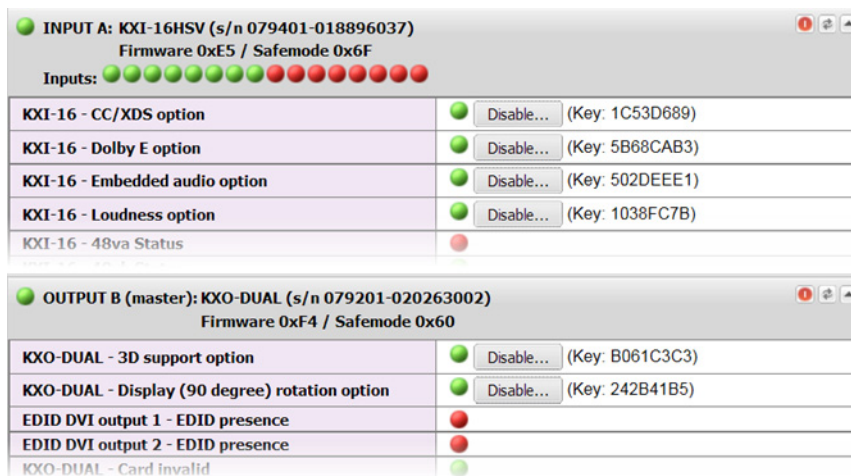 INPUT A: KXI-16HSV (s/n 079401-018896037)
Firmware 0xE5 / Safemode 0x6F
Inputs:
KXI-16 - CC/XDS option Disable... (Key: 1C53D689)
KXI-16 - Dolby E option Disable... (Key: 5B68CAB3)
KXI-16 - Embedded audio option Disable... (Key: 502DEEE1)
KXI-16 - Loudness option Disable... (Key: 1038FC7B)
KXI-16 - 48va Status
OUTPUT B (master): KXO-DUAL (s/n 079201-020263002)
Firmware 0xF4 / Safemode 0x60
KXO-DUAL - 3D support option Disable... (Key: B061C3C3)
KXO-DUAL - Display (90 degree) rotation option Disable... (Key: 242B41B5)
EDID DVI output 1 - EDID presence
EDID DVI output 2 - EDID presence
KXO-DUAL - Card invalid